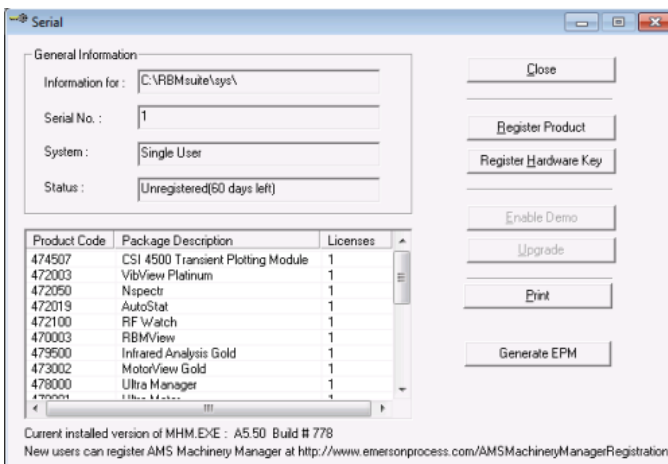 Serial
General Information
Information for : C:\RBMsuite\sys\
Serial No. : 1
System : Single User
Status : Unregistered(60 days left)
Close
Register Product
Register Hardware Key
Enable Demo
Upgrade
Print
Generate EPM
Product Code Package Description Licenses
474507 CSI 4500 Transient Plotting Module 1
472003 VibView Platinum 1
472050 Nspectr 1
472019 AutoStat 1
472100 RF Watch 1
470003 RBMView 1
479500 Infrared Analysis Gold 1
473002 MotorView Gold 1
478000 Ultra Manager 1
Current installed version of MHM.EXE : A5.50 Build # 778
New users can register AMS Machinery Manager at http://www.emersonprocess.com/AMSMachineryManagerRegistration